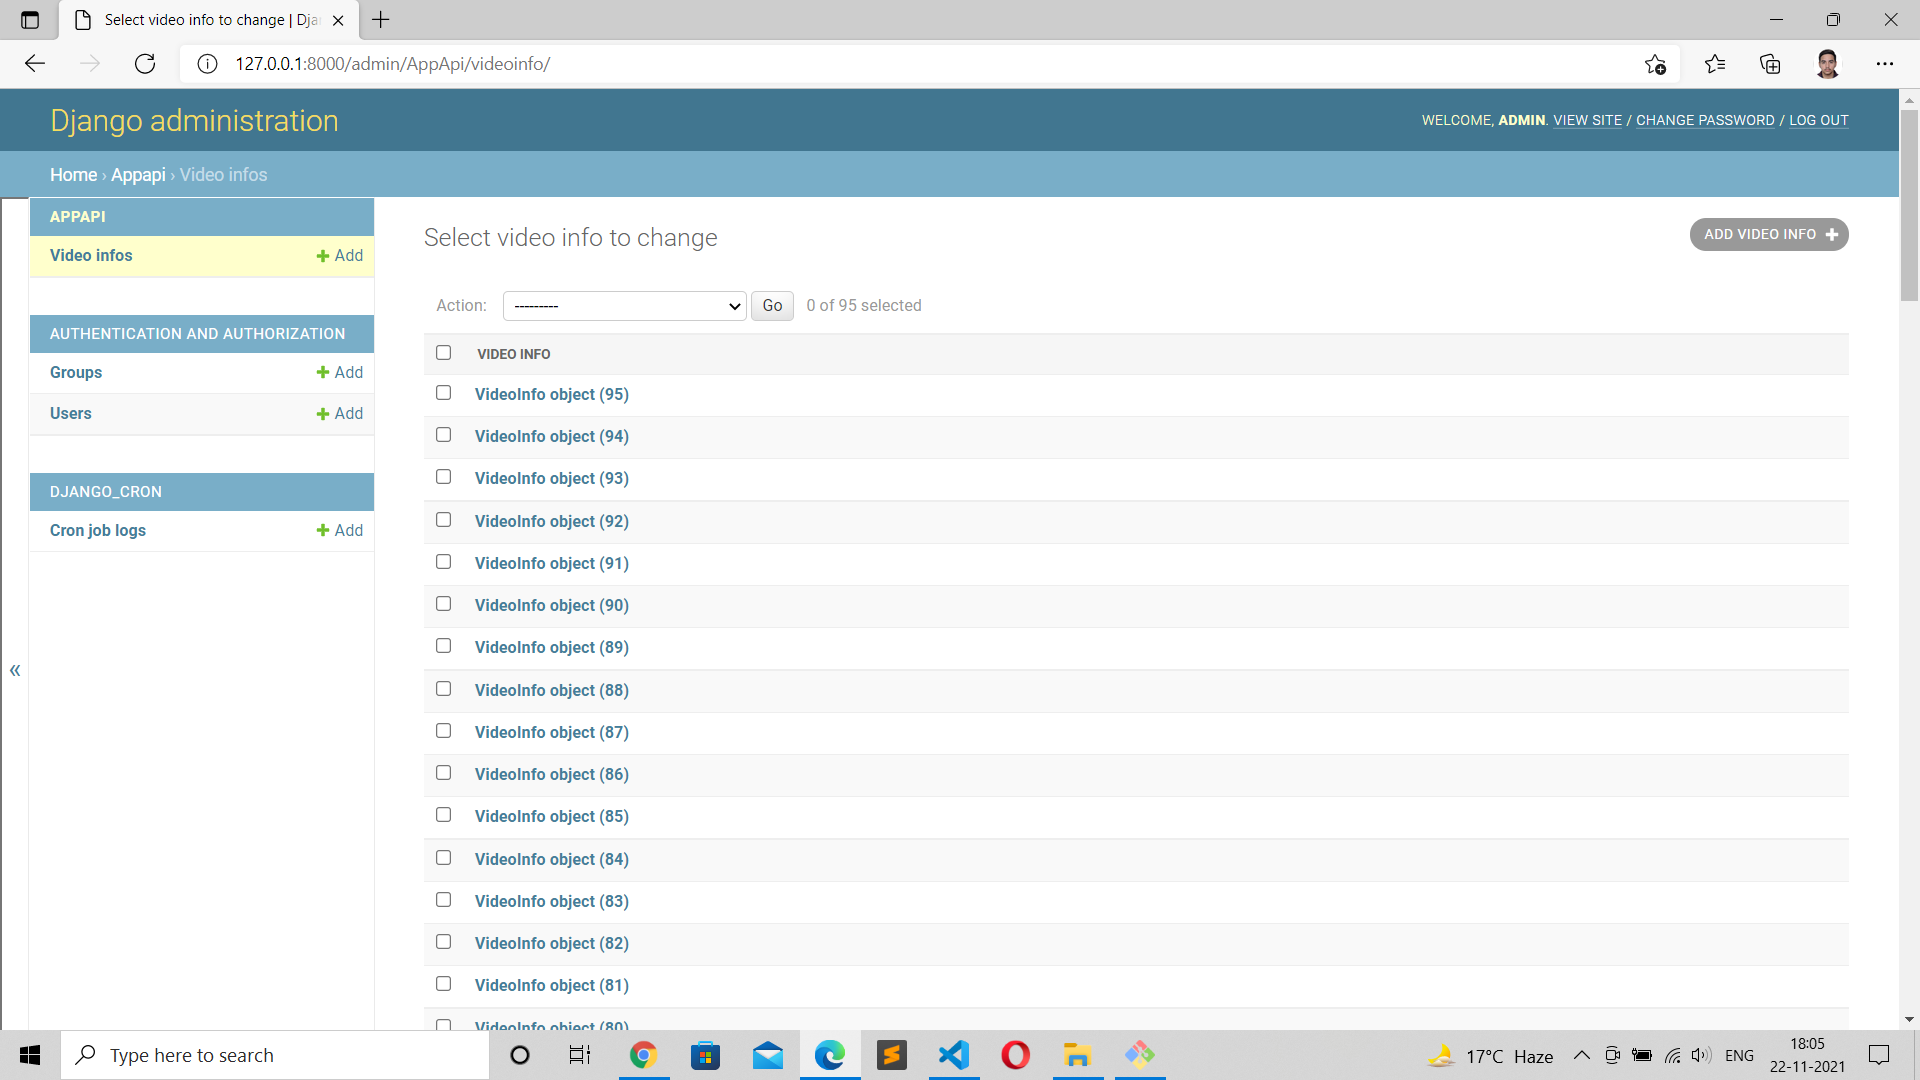 Select video info to change | Dja
127.0.0.1:8000/admin/AppApi/videoinfo/
Django administration
WELCOME, ADMIN. VIEW SITE / CHANGE PASSWORD / LOG OUT
Home › Appapi › Video infos
APPAPI
Video infos
+ Add
AUTHENTICATION AND AUTHORIZATION
Groups
+ Add
Users
+ Add
DJANGO_CRON
Cron job logs
+ Add
«
Select video info to change
ADD VIDEO INFO +
Action: --------- Go 0 of 95 selected
VIDEO INFO
VideoInfo object (95)
VideoInfo object (94)
VideoInfo object (93)
VideoInfo object (92)
VideoInfo object (91)
VideoInfo object (90)
VideoInfo object (89)
VideoInfo object (88)
VideoInfo object (87)
VideoInfo object (86)
VideoInfo object (85)
VideoInfo object (84)
VideoInfo object (83)
VideoInfo object (82)
VideoInfo object (81)
VideoInfo object (80)
Type here to search
17°C Haze
ENG
18:05
22-11-2021